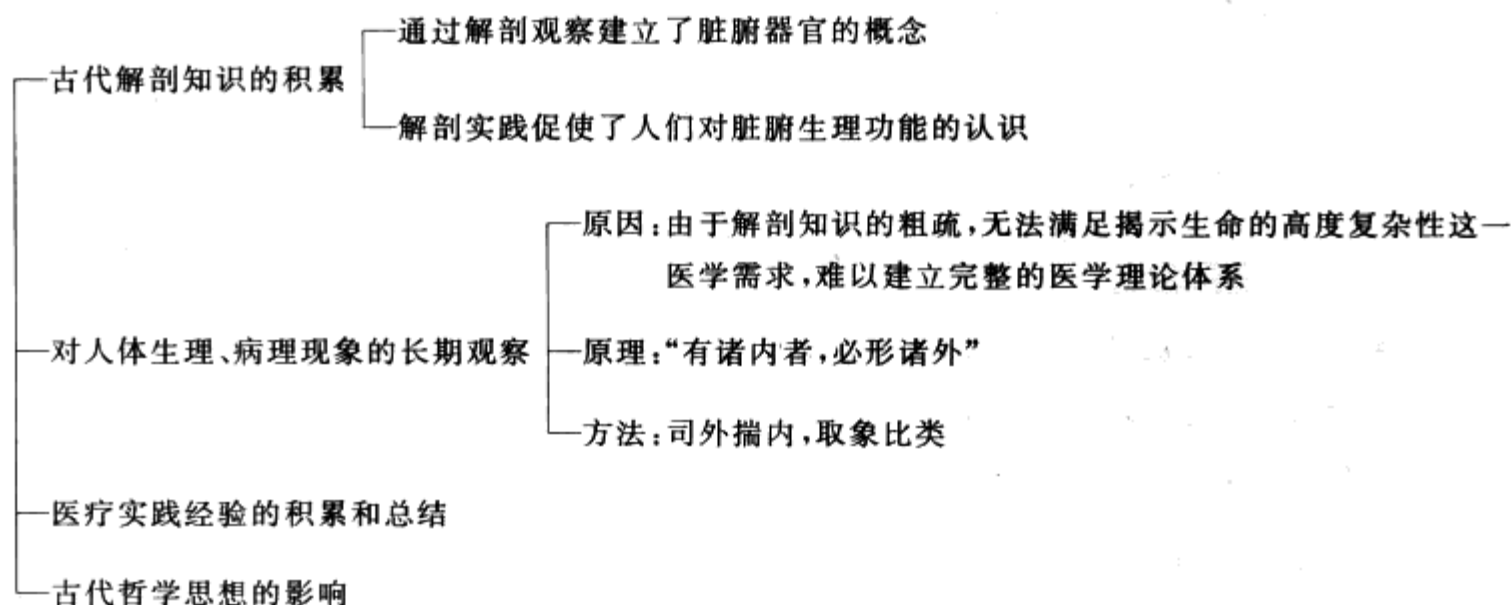 通过解剖观察建立了脏腑器官的概念
古代解剖知识的积累
解剖实践促使了人们对脏腑生理功能的认识
原因:由于解剖知识的粗疏,无法满足揭示生命的高度复杂性这一
医学需求,难以建立完整的医学理论体系
对人体生理、病理现象的长期观察
原理:“有诸内者,必形诸外”
方法:司外揣内,取象比类
医疗实践经验的积累和总结
古代哲学思想的影响